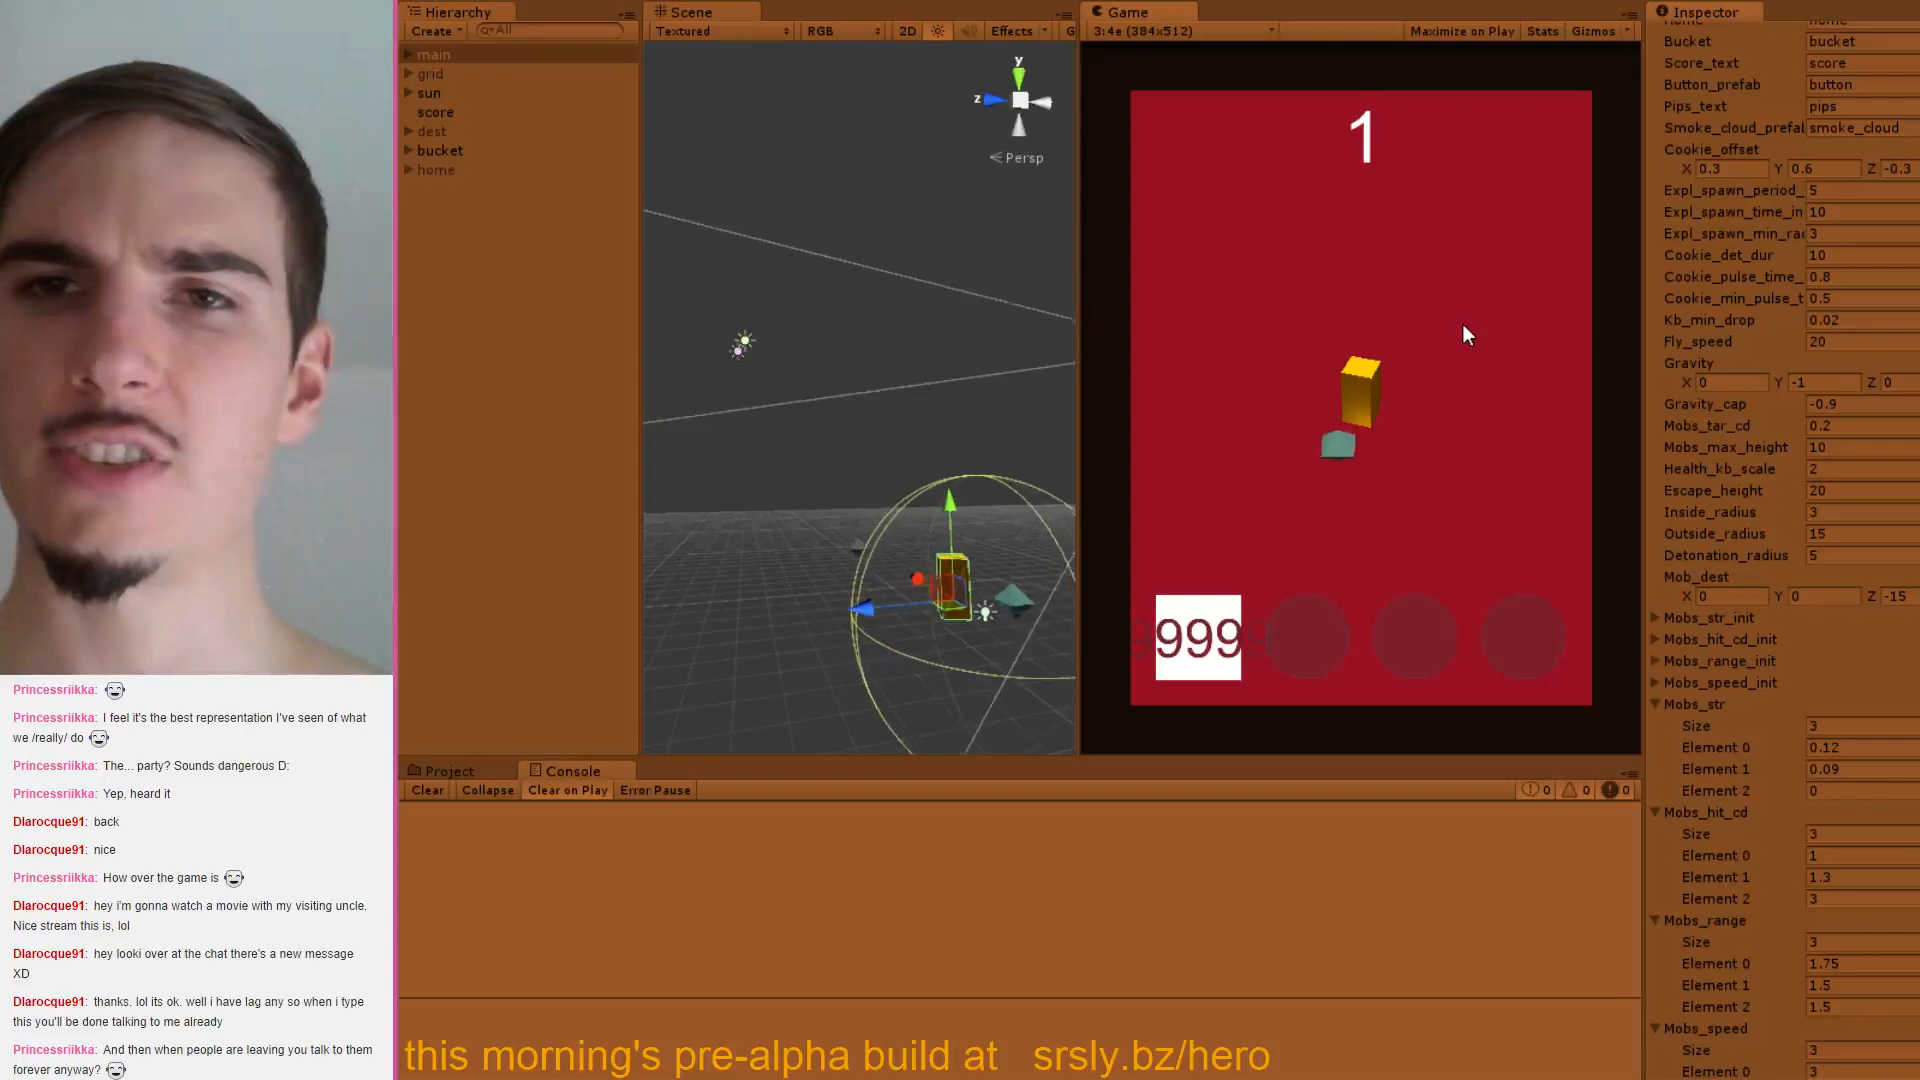 Hierarchy
Create
All
main
grid
sun
score
dest
bucket
home
Scene
Textured
RGB
2D
Effects
G
y
z
Persp
Game
3:4e (384x512)
Maximize on Play
Stats
Gizmos
1
9999
Inspector
Bucket bucket
Score_text score
Button_prefab button
Pips_text pips
Smoke_cloud_prefal smoke_cloud
Cookie_offset
X 0.3 Y 0.6 Z -0.3
Expl_spawn_period_ 5
Expl_spawn_time_in 10
Expl_spawn_min_rac 3
Cookie_det_dur 10
Cookie_pulse_time_ 0.8
Cookie_min_pulse_t 0.5
Kb_min_drop 0.02
Fly_speed 20
Gravity
X 0 Y -1 Z 0
Gravity_cap -0.9
Mobs_tar_cd 0.2
Mobs_max_height 10
Health_kb_scale 2
Escape_height 20
Inside_radius 3
Outside_radius 15
Detonation_radius 5
Mob_dest
X 0 Y 0 Z -15
Mobs_str_init
Mobs_hit_cd_init
Mobs_range_init
Mobs_speed_init
Mobs_str
Size 3
Element 0 0.12
Element 1 0.09
Element 2 0
Mobs_hit_cd
Size 3
Element 0 1
Element 1 1.3
Element 2 3
Mobs_range
Size 3
Element 0 1.75
Element 1 1.5
Element 2 1.5
Mobs_speed
Size 3
Element 0 3
Project
Console
Clear
Collapse
Clear on Play
Error Pause
0
0
0
Princessriikka:
Princessriikka: I feel it's the best representation I've seen of what
we /really/ do
Princessriikka: The... party? Sounds dangerous D:
Princessriikka: Yep, heard it
Dlarocque91: back
Dlarocque91: nice
Princessriikka: How over the game is
Dlarocque91: hey i'm gonna watch a movie with my visiting uncle.
Nice stream this is, lol
Dlarocque91: hey looki over at the chat there's a new message
XD
Dlarocque91: thanks. lol its ok. well i have lag any so when i type
this you'll be done talking to me already
Princessriikka: And then when people are leaving you talk to them
forever anyway?
this morning's pre-alpha build at srsly.bz/hero